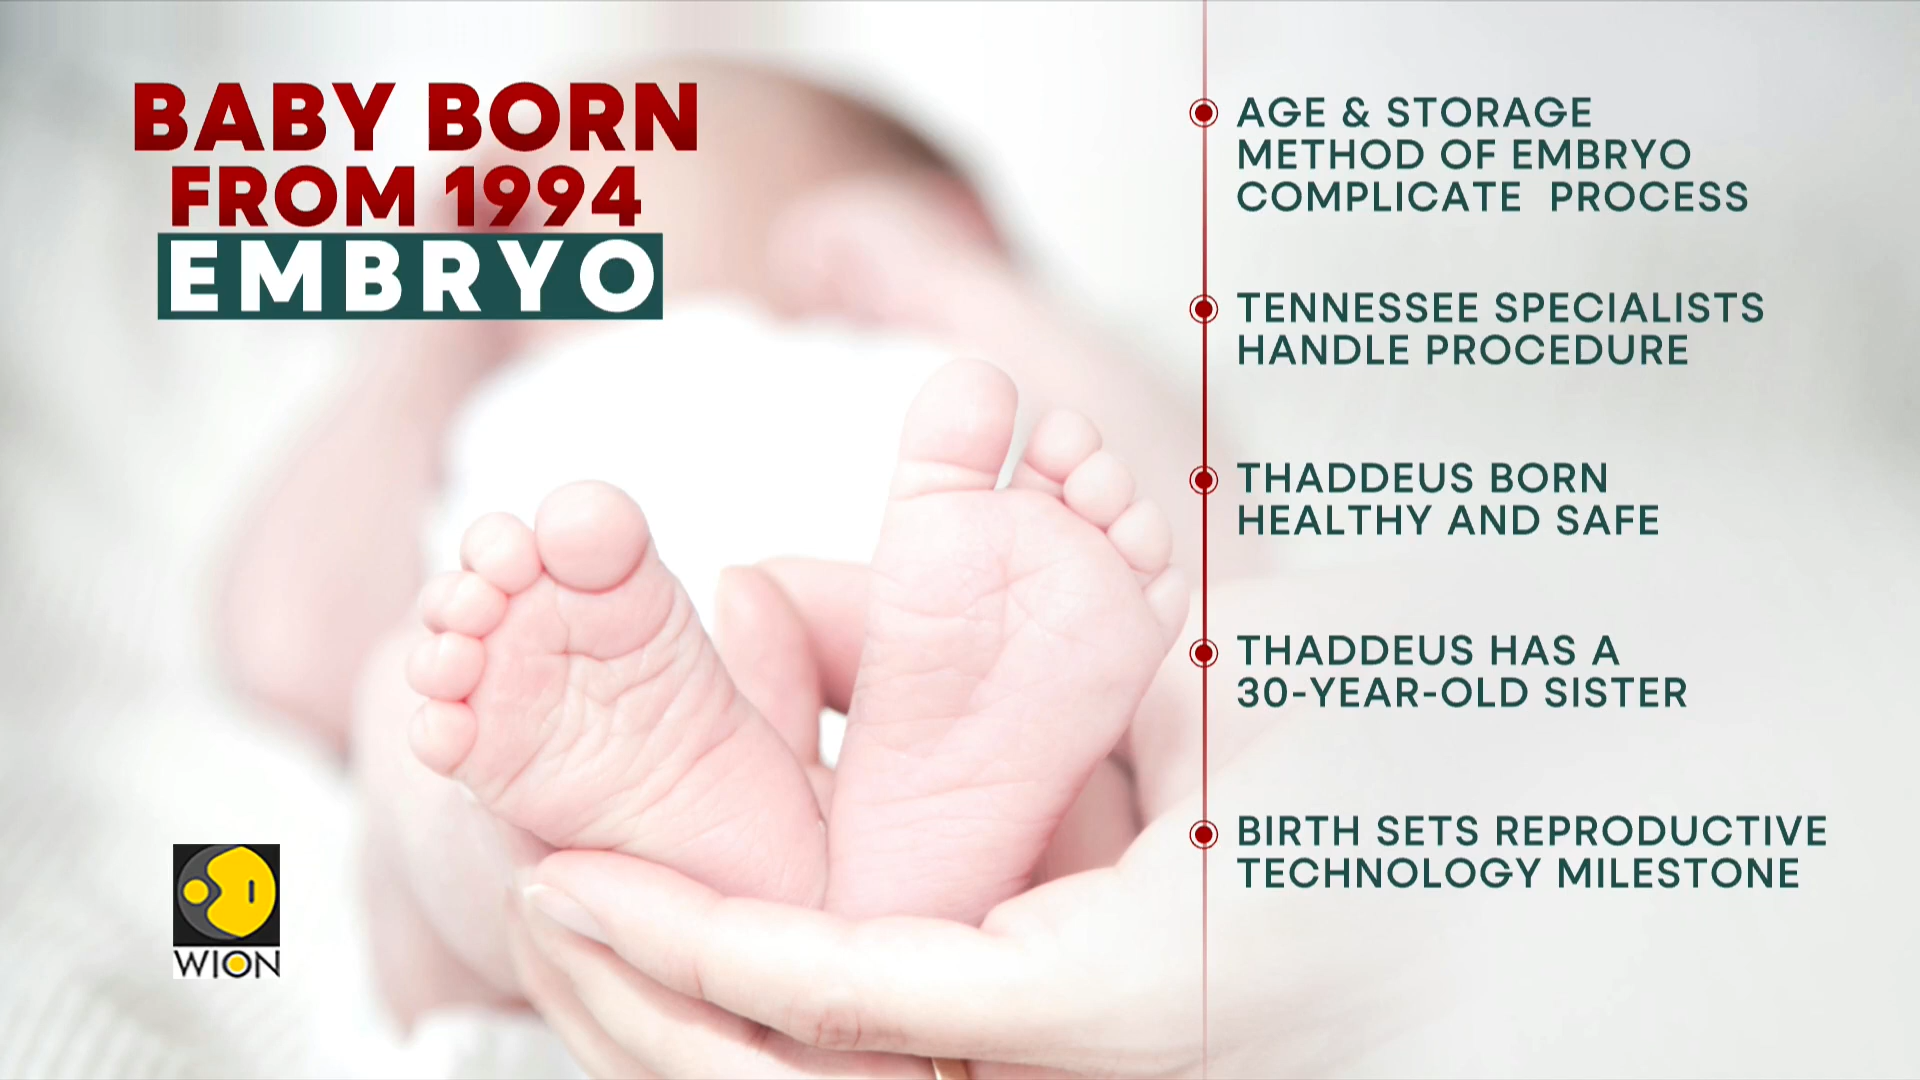 BABY BORN
FROM 1994
EMBRYO
AGE & STORAGE
METHOD OF EMBRYO
COMPLICATE PROCESS
TENNESSEE SPECIALISTS
HANDLE PROCEDURE
THADDEUS BORN
HEALTHY AND SAFE
THADDEUS HAS A
30-YEAR-OLD SISTER
BIRTH SETS REPRODUCTIVE
TECHNOLOGY MILESTONE
WION